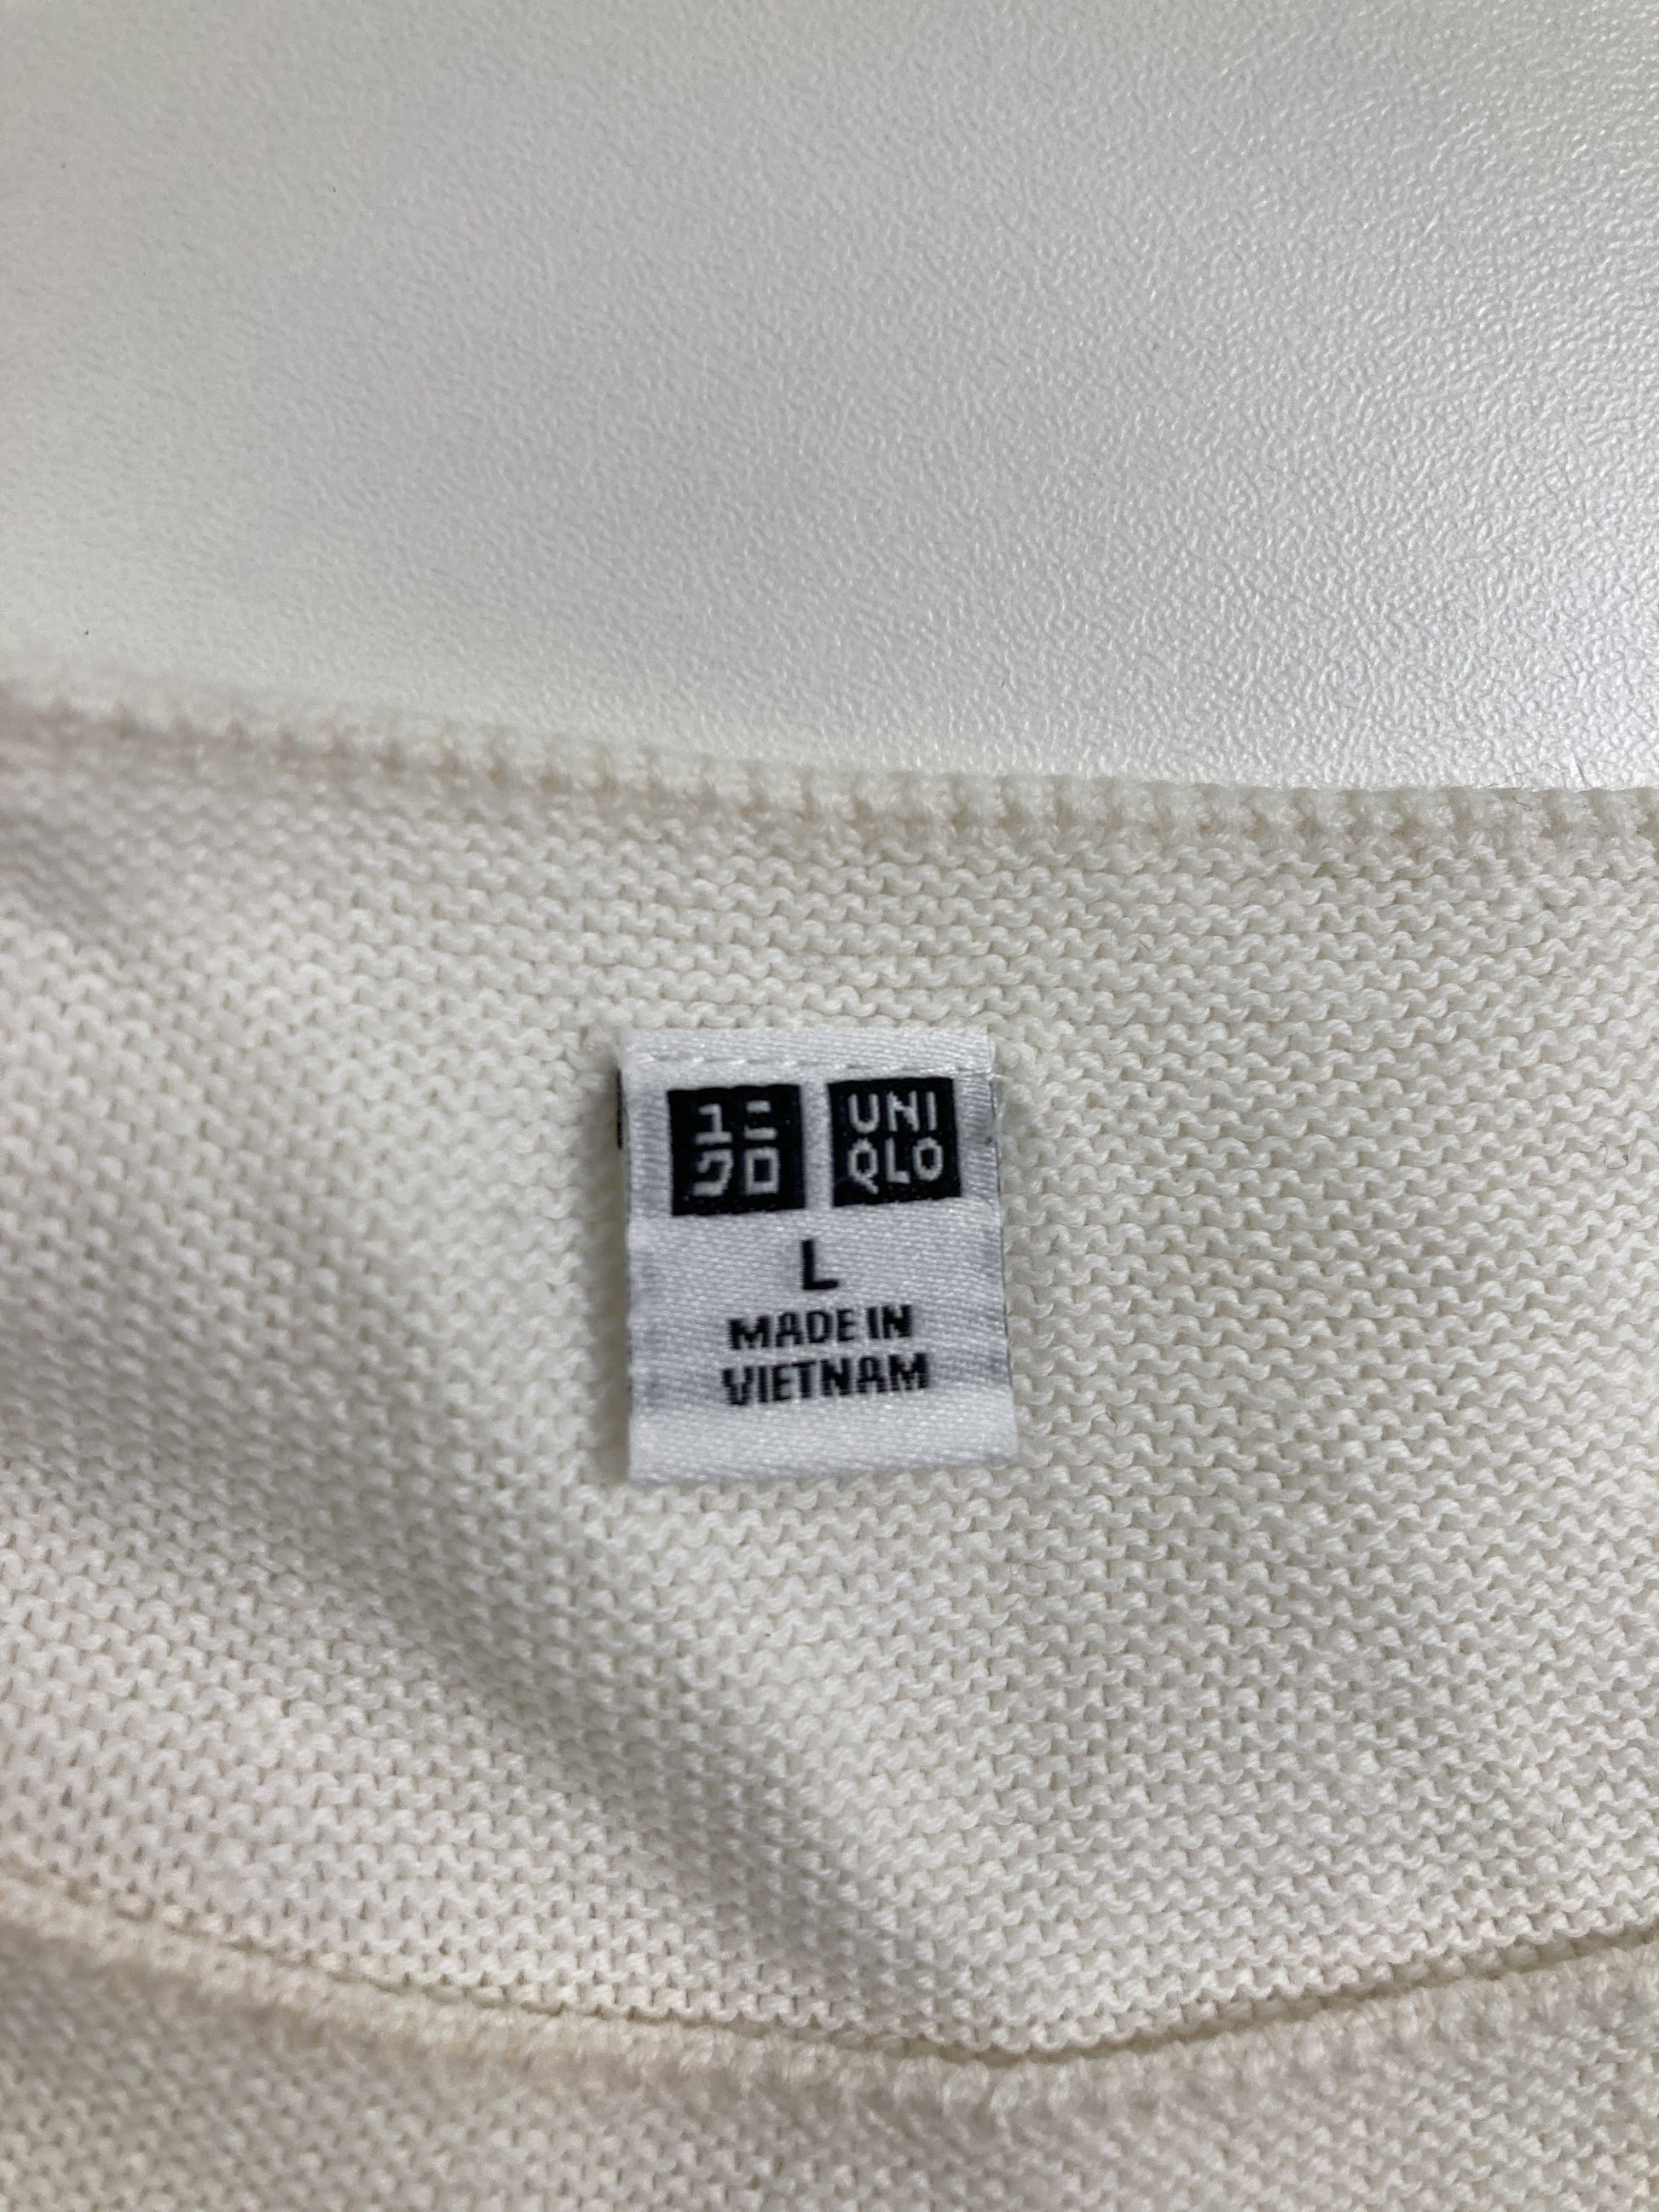 ユニ UNI
クロ QLO
L
MADE IN
VIETNAM